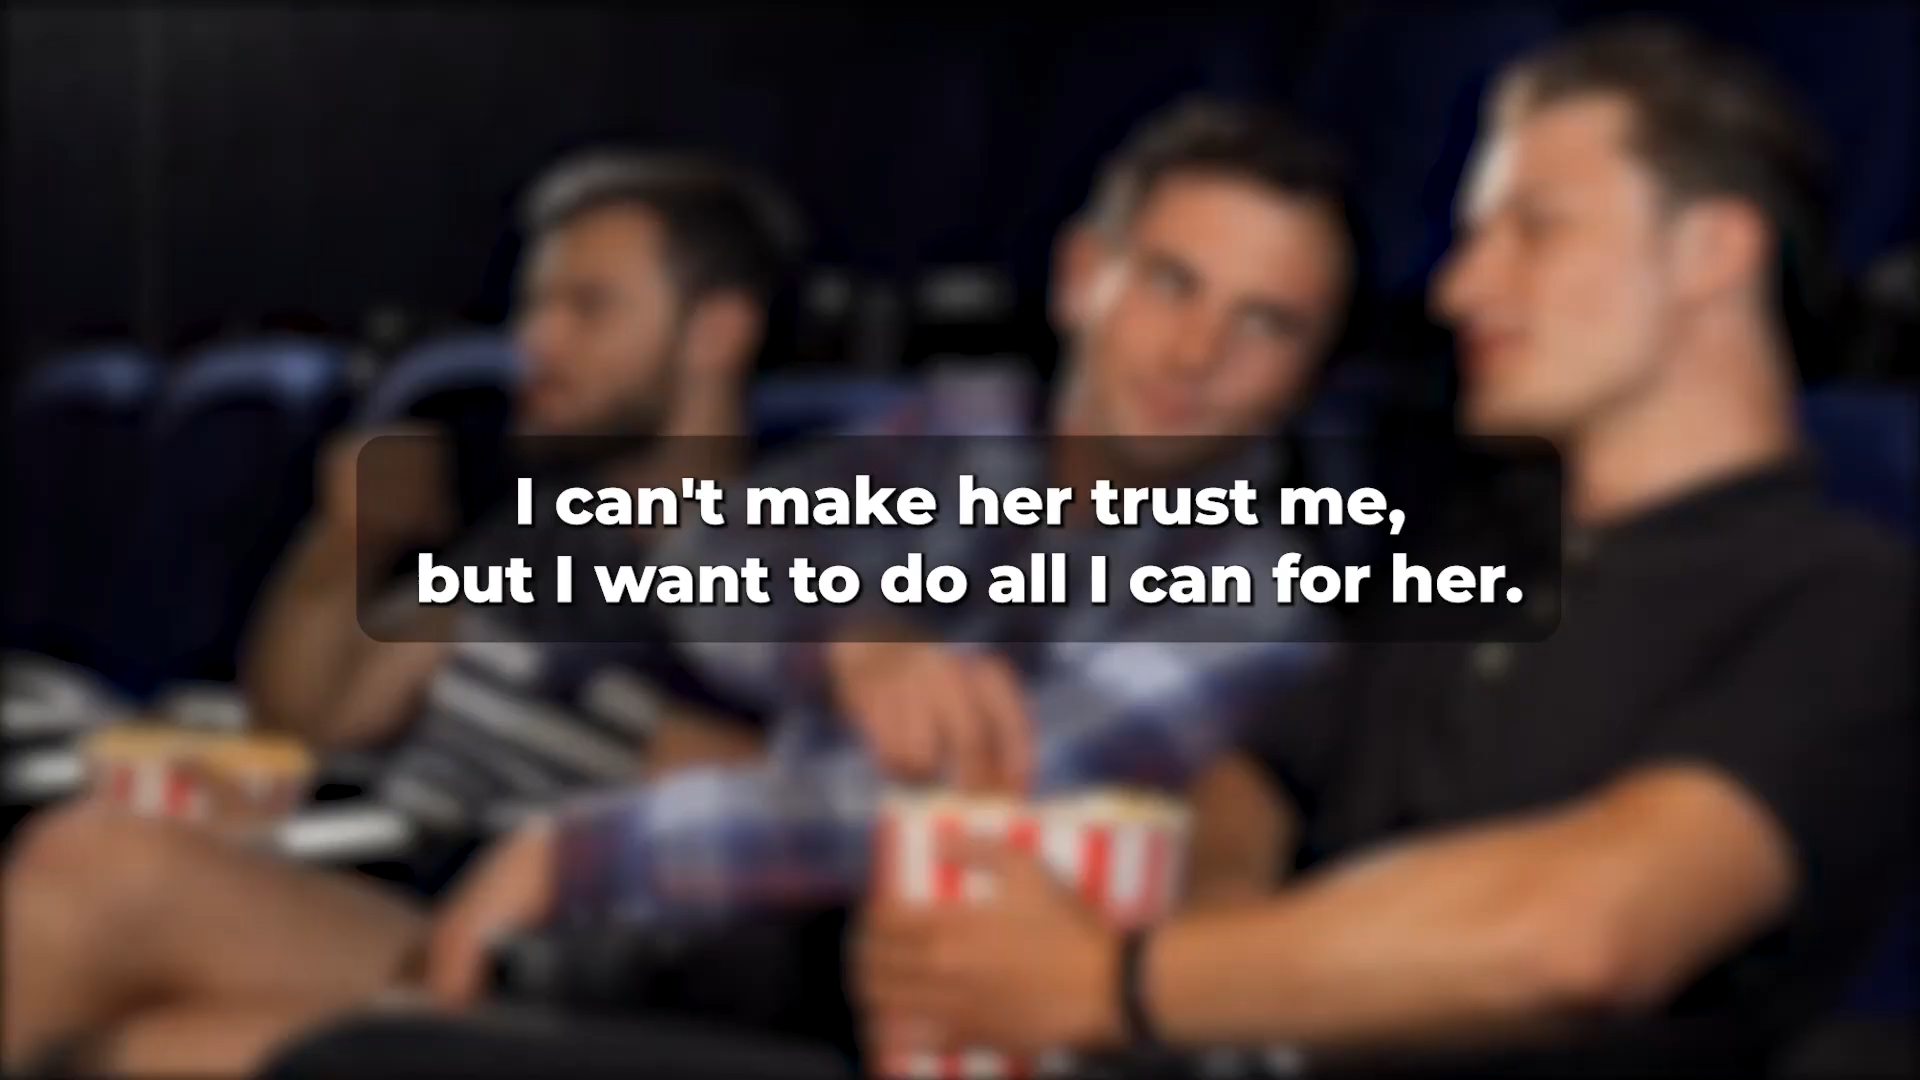 I can't make her trust me,
but I want to do all I can for her.